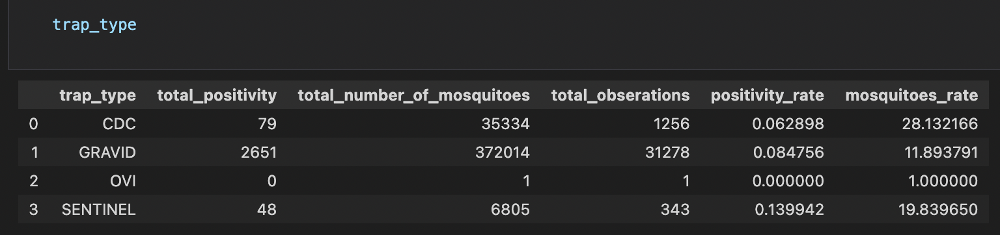 trap_type
trap_type total_positivity total_number_of_mosquitoes total_obserations positivity_rate mosquitoes_rate
0 CDC 79 35334 1256 0.062898 28.132166
1 GRAVID 2651 372014 31278 0.084756 11.893791
2 OVI 0 1 1 0.000000 1.000000
3 SENTINEL 48 6805 343 0.139942 19.839650